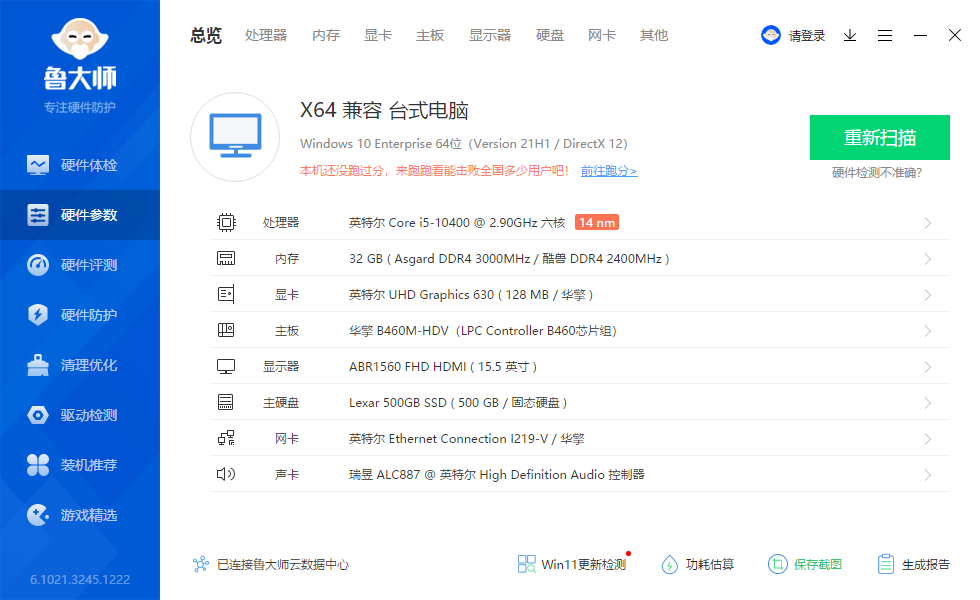 鲁大师
专注硬件防护
硬件体检
硬件参数
硬件评测
硬件防护
清理优化
驱动检测
装机推荐
游戏精选
6.1021.3245.1222
总览 处理器 内存 显卡 主板 显示器 硬盘 网卡 其他 请登录
X64 兼容 台式电脑
Windows 10 Enterprise 64位（Version 21H1 / DirectX 12）
本机还没跑过分，来跑跑看能击败全国多少用户吧! 前往跑分>
重新扫描
硬件检测不准确?
处理器 英特尔 Core i5-10400 @ 2.90GHz 六核 14 nm
内存 32 GB ( Asgard DDR4 3000MHz / 酷兽 DDR4 2400MHz )
显卡 英特尔 UHD Graphics 630 ( 128 MB / 华擎 )
主板 华擎 B460M-HDV（LPC Controller B460芯片组）
显示器 ABR1560 FHD HDMI ( 15.5 英寸 )
主硬盘 Lexar 500GB SSD ( 500 GB / 固态硬盘 )
网卡 英特尔 Ethernet Connection I219-V / 华擎
声卡 瑞昱 ALC887 @ 英特尔 High Definition Audio 控制器
已连接鲁大师云数据中心 Win11更新检测 功耗估算 保存截图 生成报告